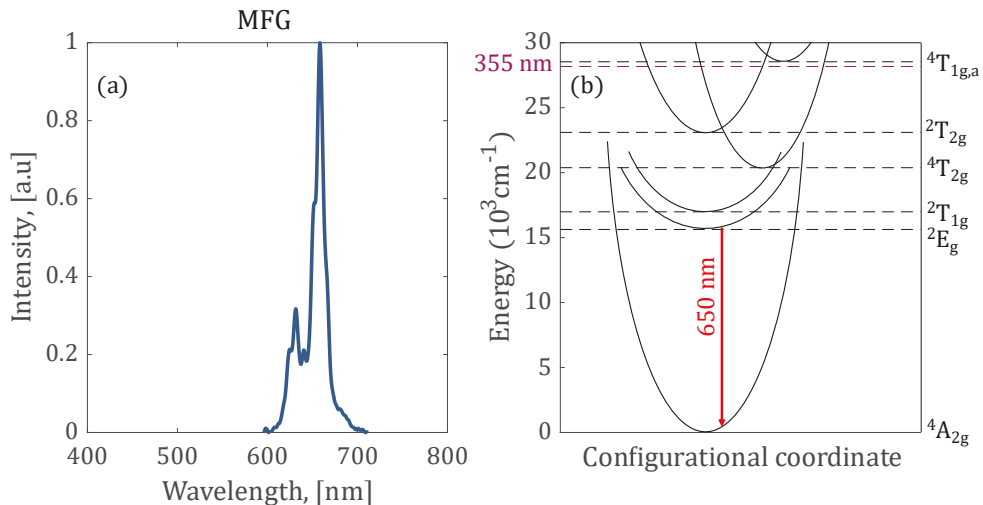 MFG
(a)
Intensity, [a.u]
1
0.8
0.6
0.4
0.2
0
400
500
600
700
800
Wavelength, [nm]
(b)
Energy (10³cm⁻¹)
30
355 nm
25
20
15
10
5
0
650 nm
⁴T₁g,a
²T₂g
⁴T₂g
²T₁g
²Eg
⁴A₂g
Configurational coordinate